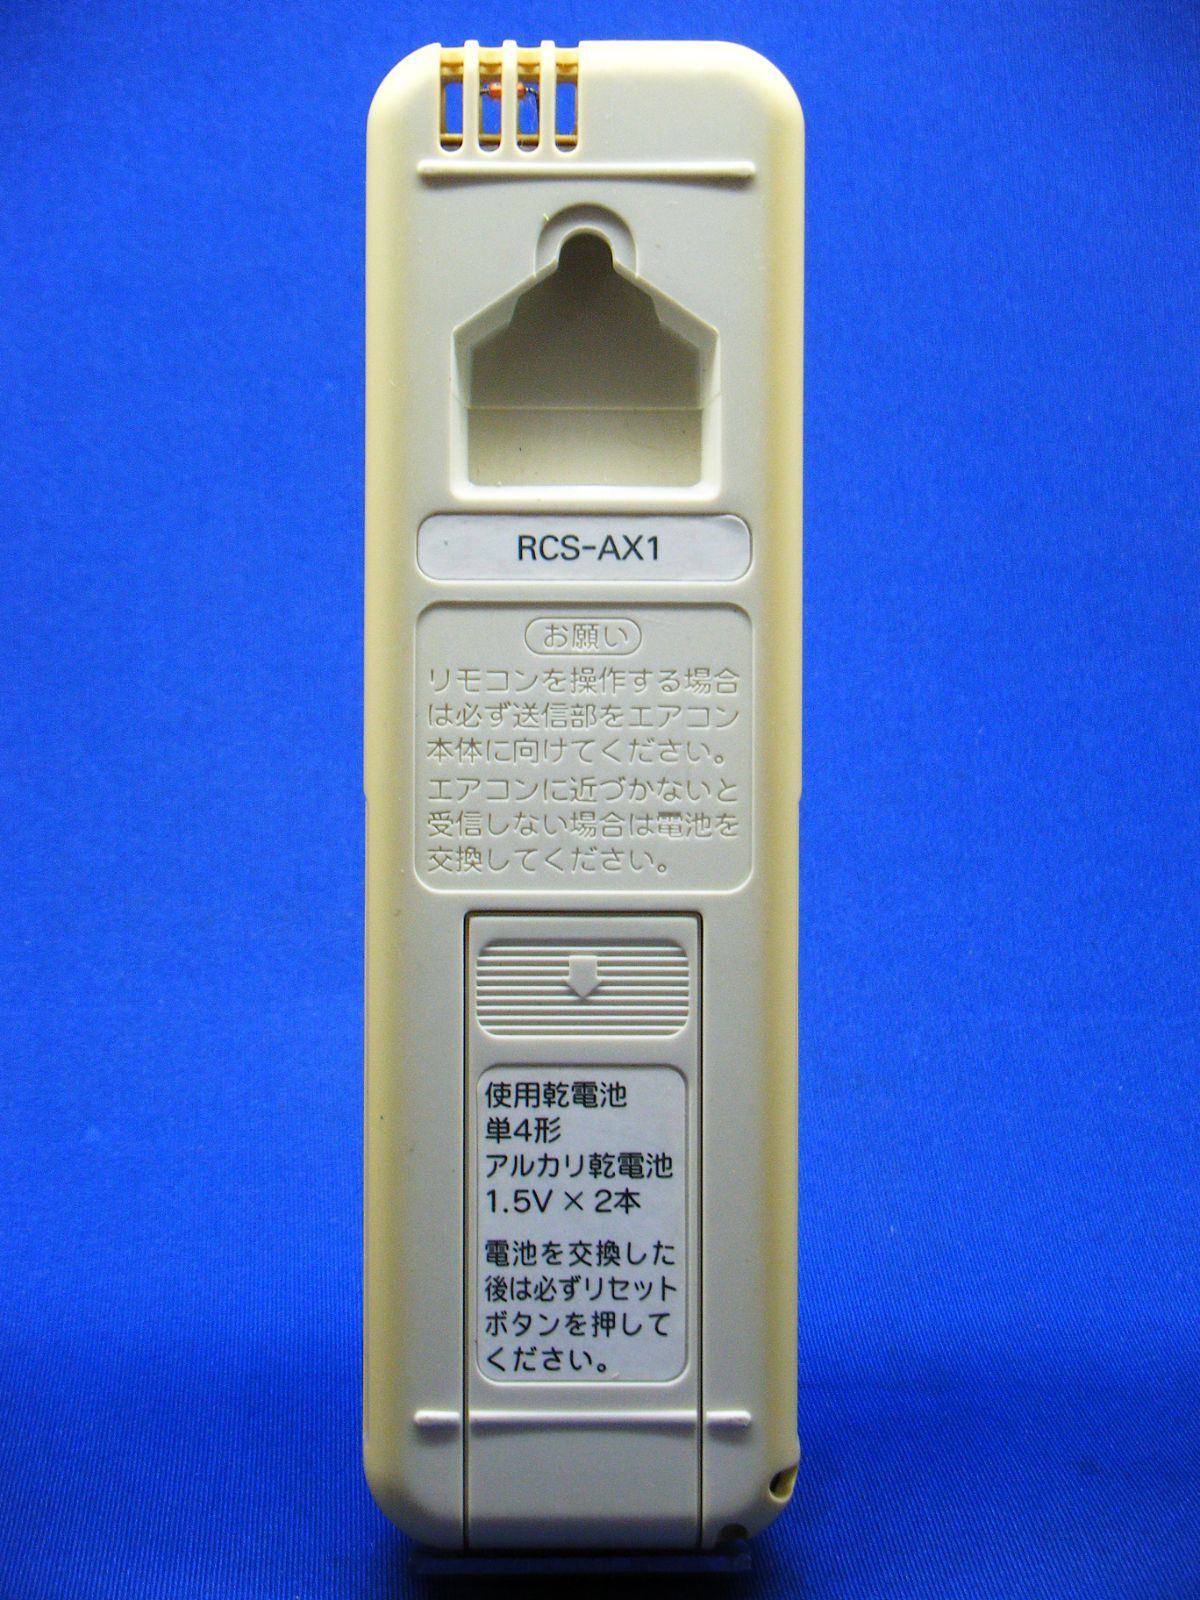 RCS-AX1
お願い
リモコンを操作する場合
は必ず送信部をエアコン
本体に向けてください。
エアコンに近づかないと
受信しない場合は電池を
交換してください。
使用乾電池
単4形
アルカリ乾電池
1.5V×2本
電池を交換した
後は必ずリセット
ボタンを押して
ください。